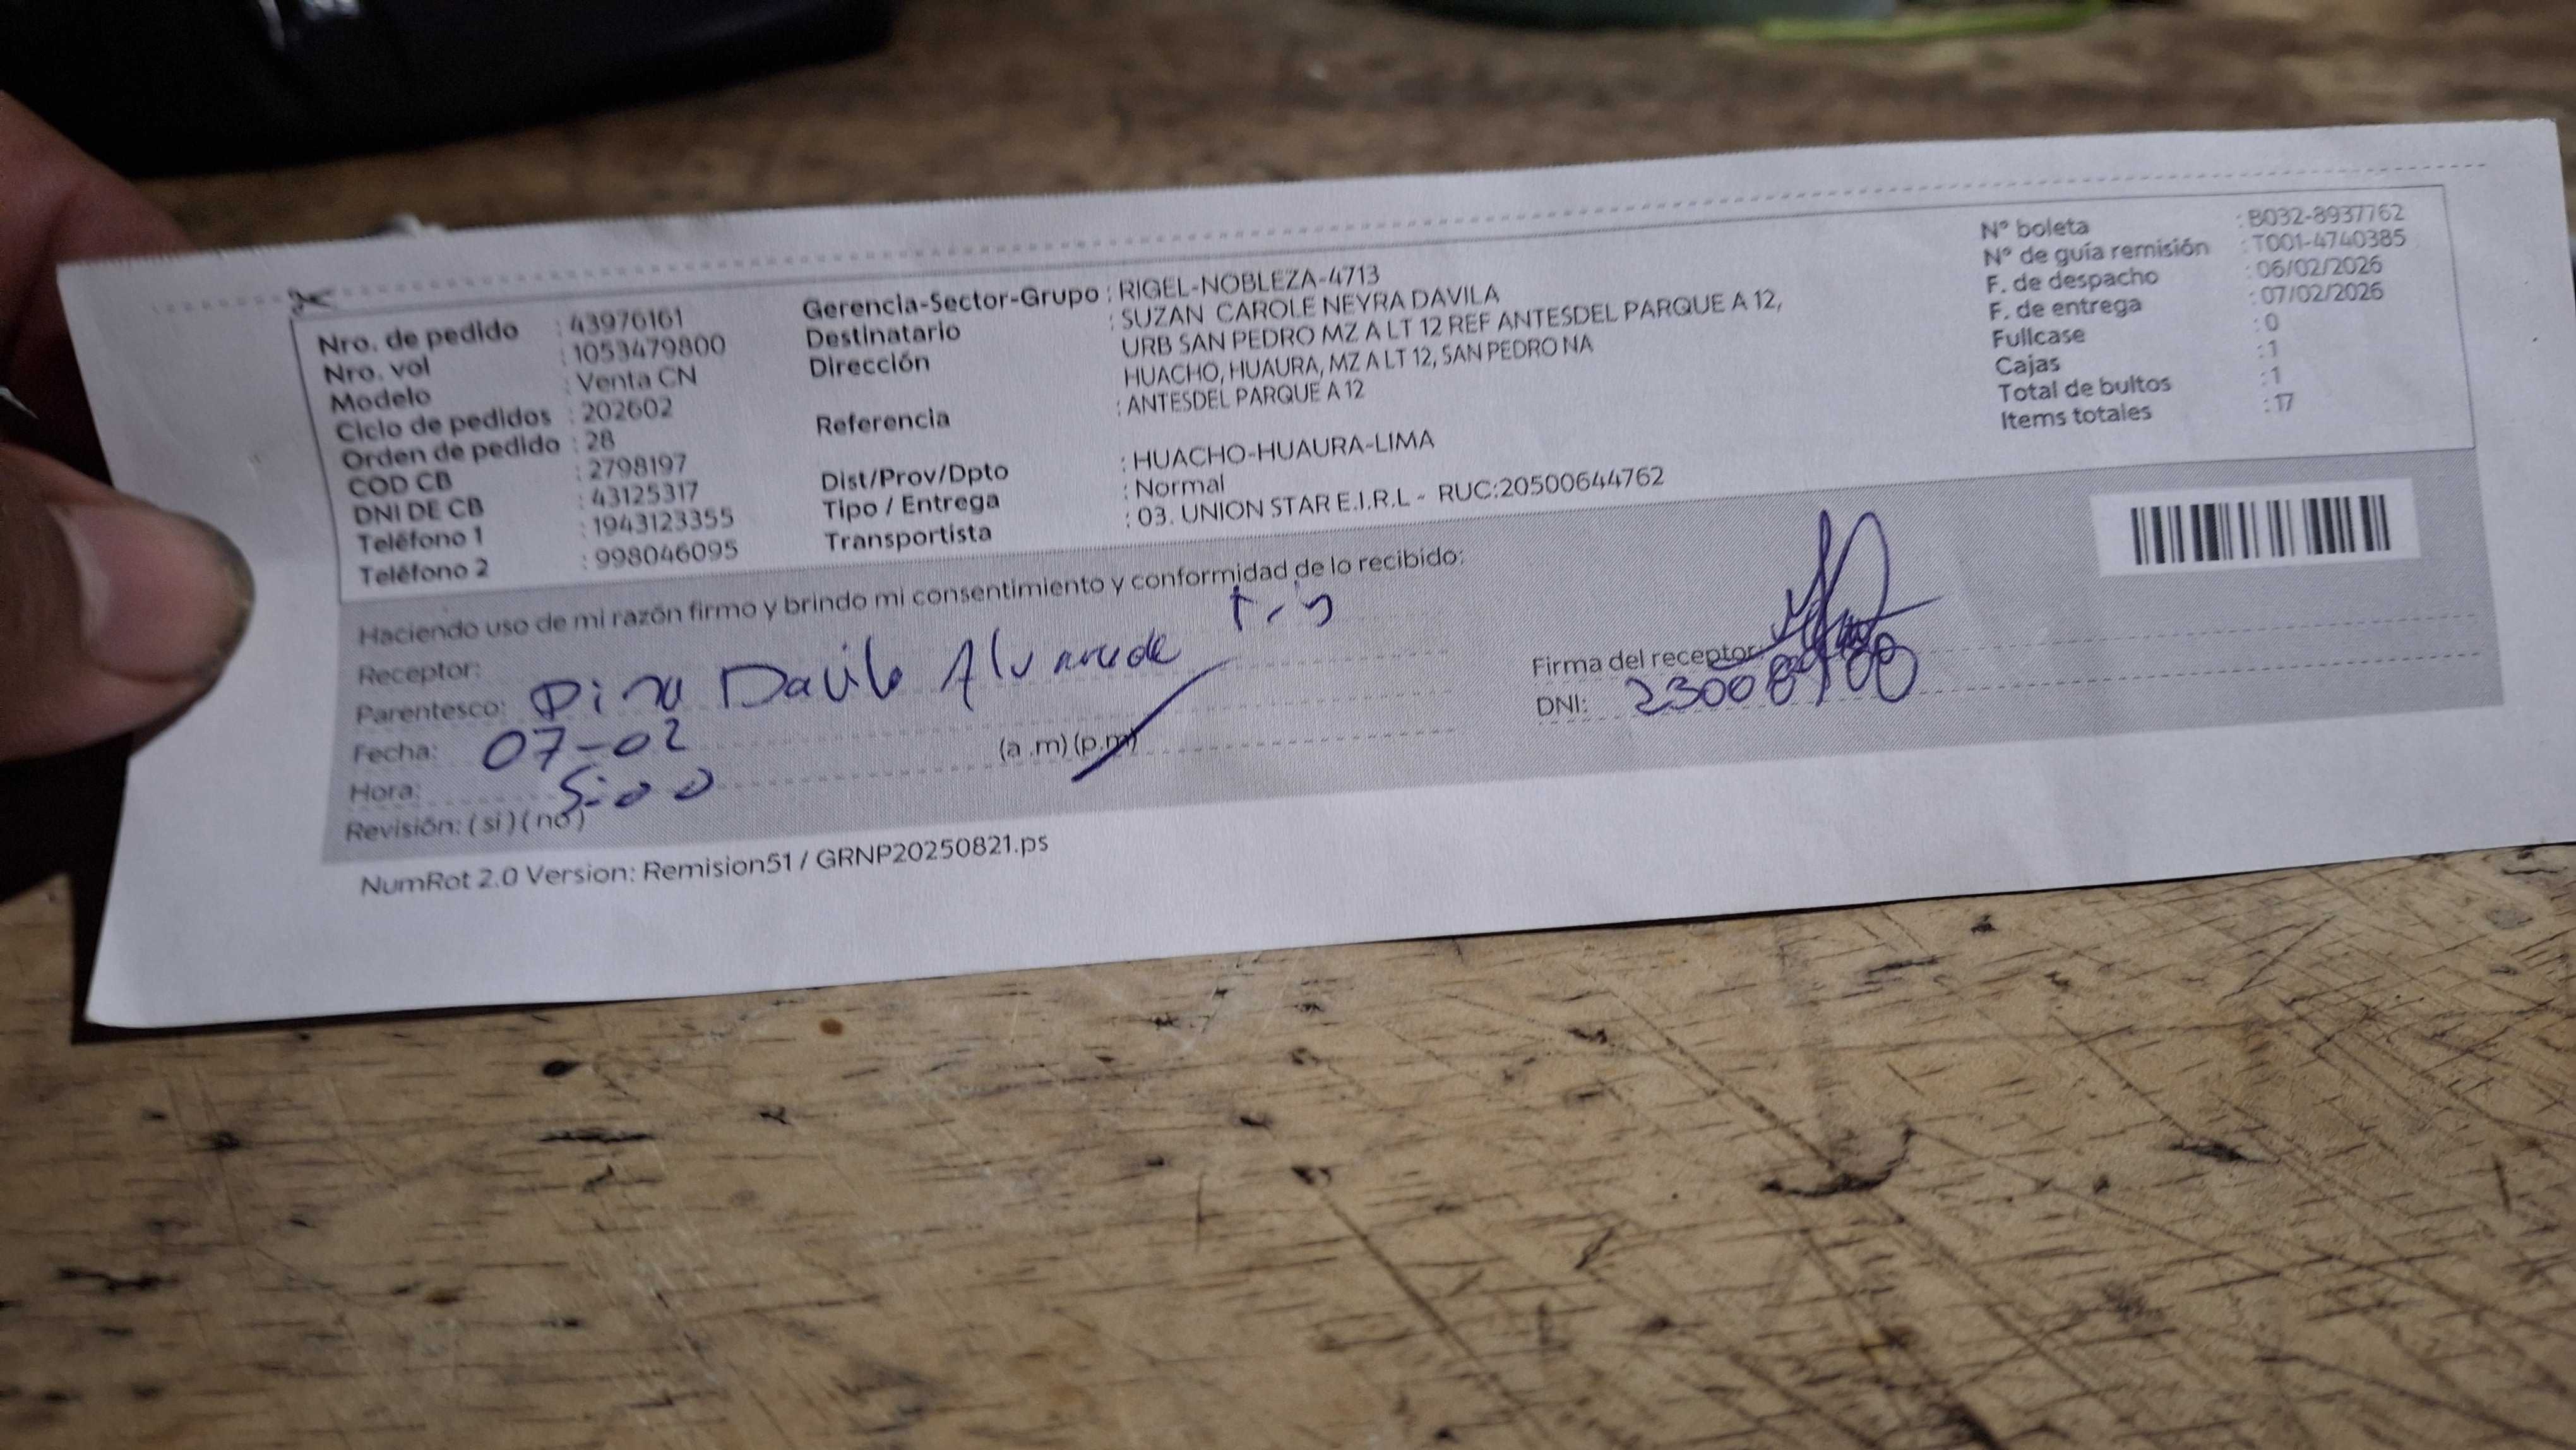 Nro. de pedido : 43976161
Nro. vol : 1053479800
Modelo : Venta CN
Ciclo de pedidos : 202602
Orden de pedido : 28
COD CB : 2798197
DNI DE CB : 43125317
Teléfono 1 : 1943123355
Teléfono 2 : 998046095
Gerencia-Sector-Grupo : RIGEL-NOBLEZA-4713
Destinatario : SUZAN CAROLE NEYRA DAVILA
Dirección URB SAN PEDRO MZ A LT 12 REF ANTESDEL PARQUE A 12,
HUACHO, HUAURA, MZ A LT 12, SAN PEDRO NA
Referencia : ANTESDEL PARQUE A 12
Dist/Prov/Dpto : HUACHO-HUAURA-LIMA
Tipo / Entrega : Normal
Transportista : 03. UNION STAR E.I.R.L - RUC:20500644762
N° boleta : B032-8937762
N° de guía remisión : T001-4740385
F. de despacho : 06/02/2026
F. de entrega : 07/02/2026
Fullcase : 0
Cajas : 1
Total de bultos : 1
Items totales : 17
Haciendo uso de mi razón firmo y brindo mi consentimiento y conformidad de lo recibido:
Receptor:
Parentesco: Davila
Fecha: 07-02
Hora: 5:00 (a .m) (p.m)
Revisión: ( si ) ( no )
Firma del receptor:
DNI:
NumRot 2.0 Version: Remision51 / GRNP20250821.ps